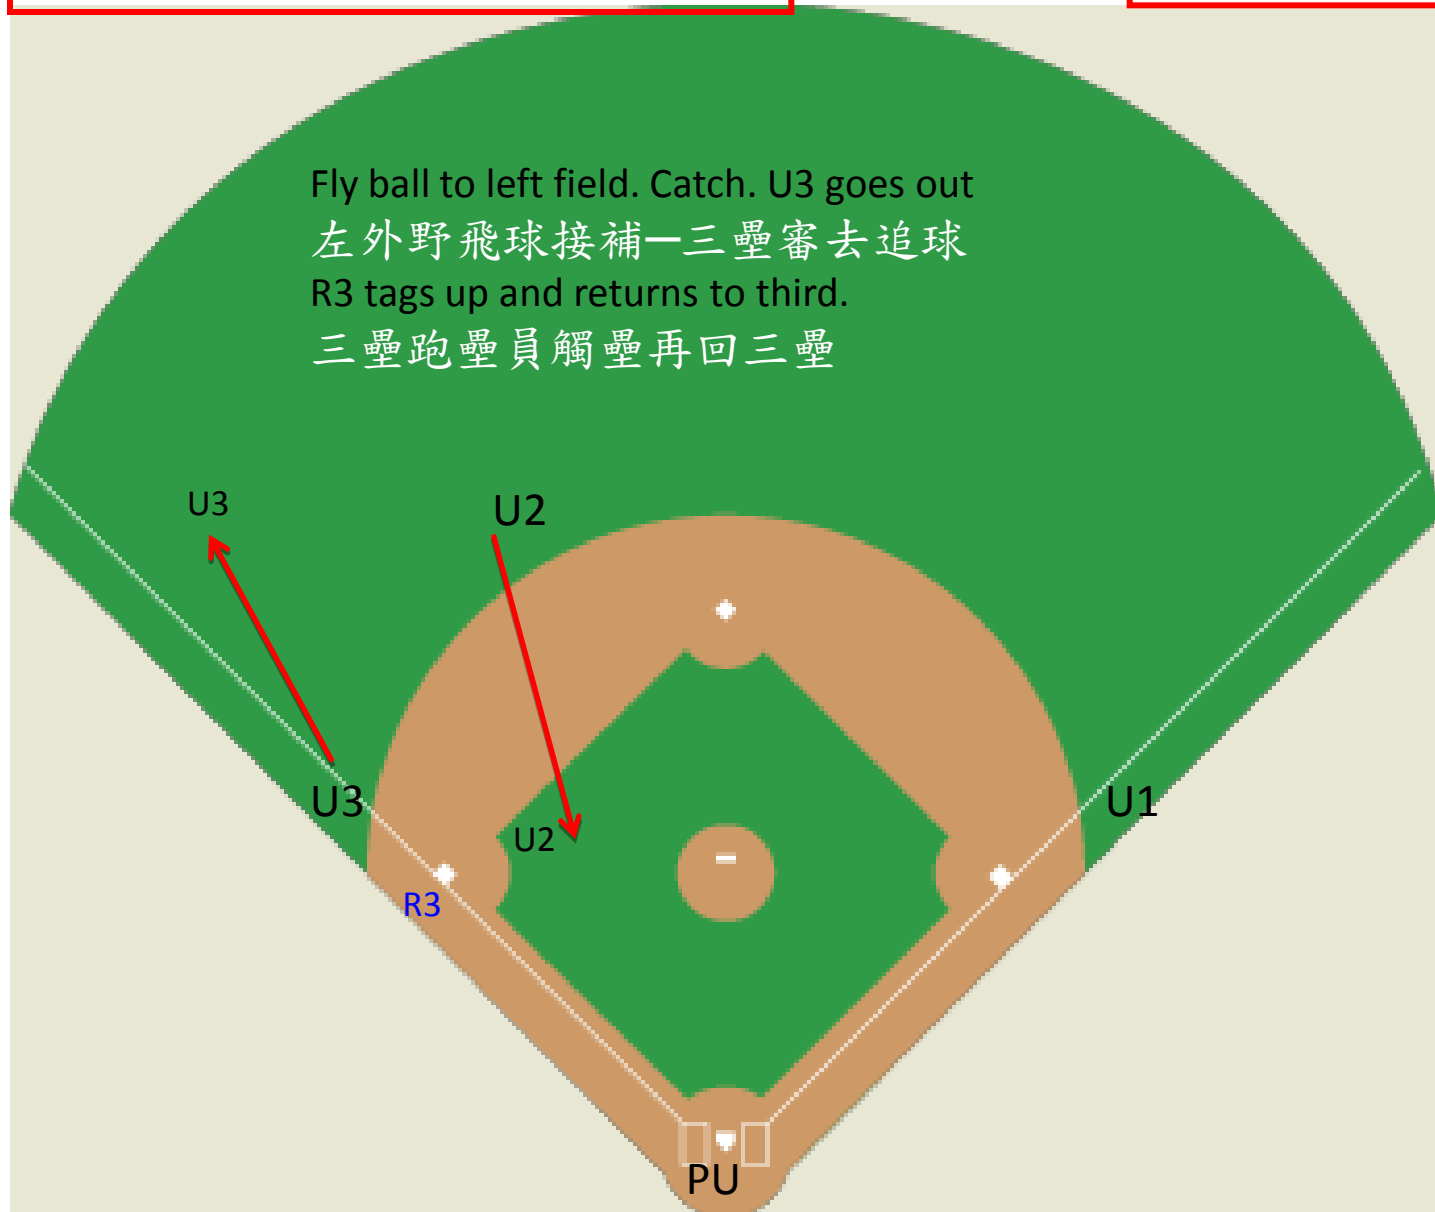 Fly ball to left field. Catch. U3 goes out
左外野飛球接補─三壘審去追球
R3 tags up and returns to third.
三壘跑壘員觸壘再回三壘
U3
U2
U3
U1
U2
R3
PU